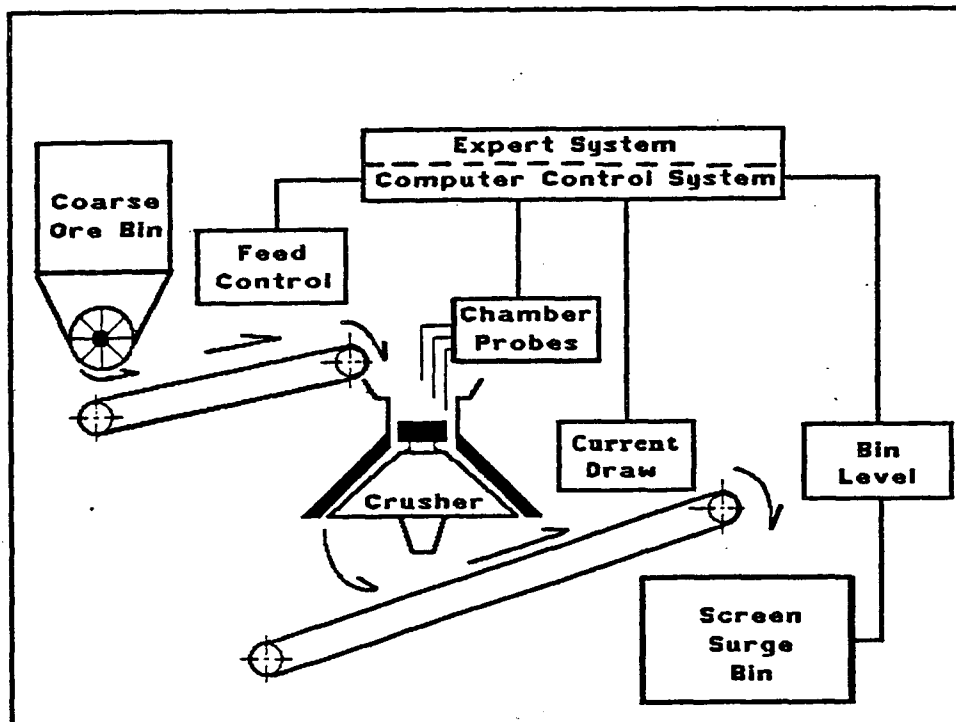 Expert System
Computer Control System
Coarse
Ore Bin
Feed
Control
Chamber
Probes
Current
Draw
Bin
Level
Crusher
Screen
Surge
Bin